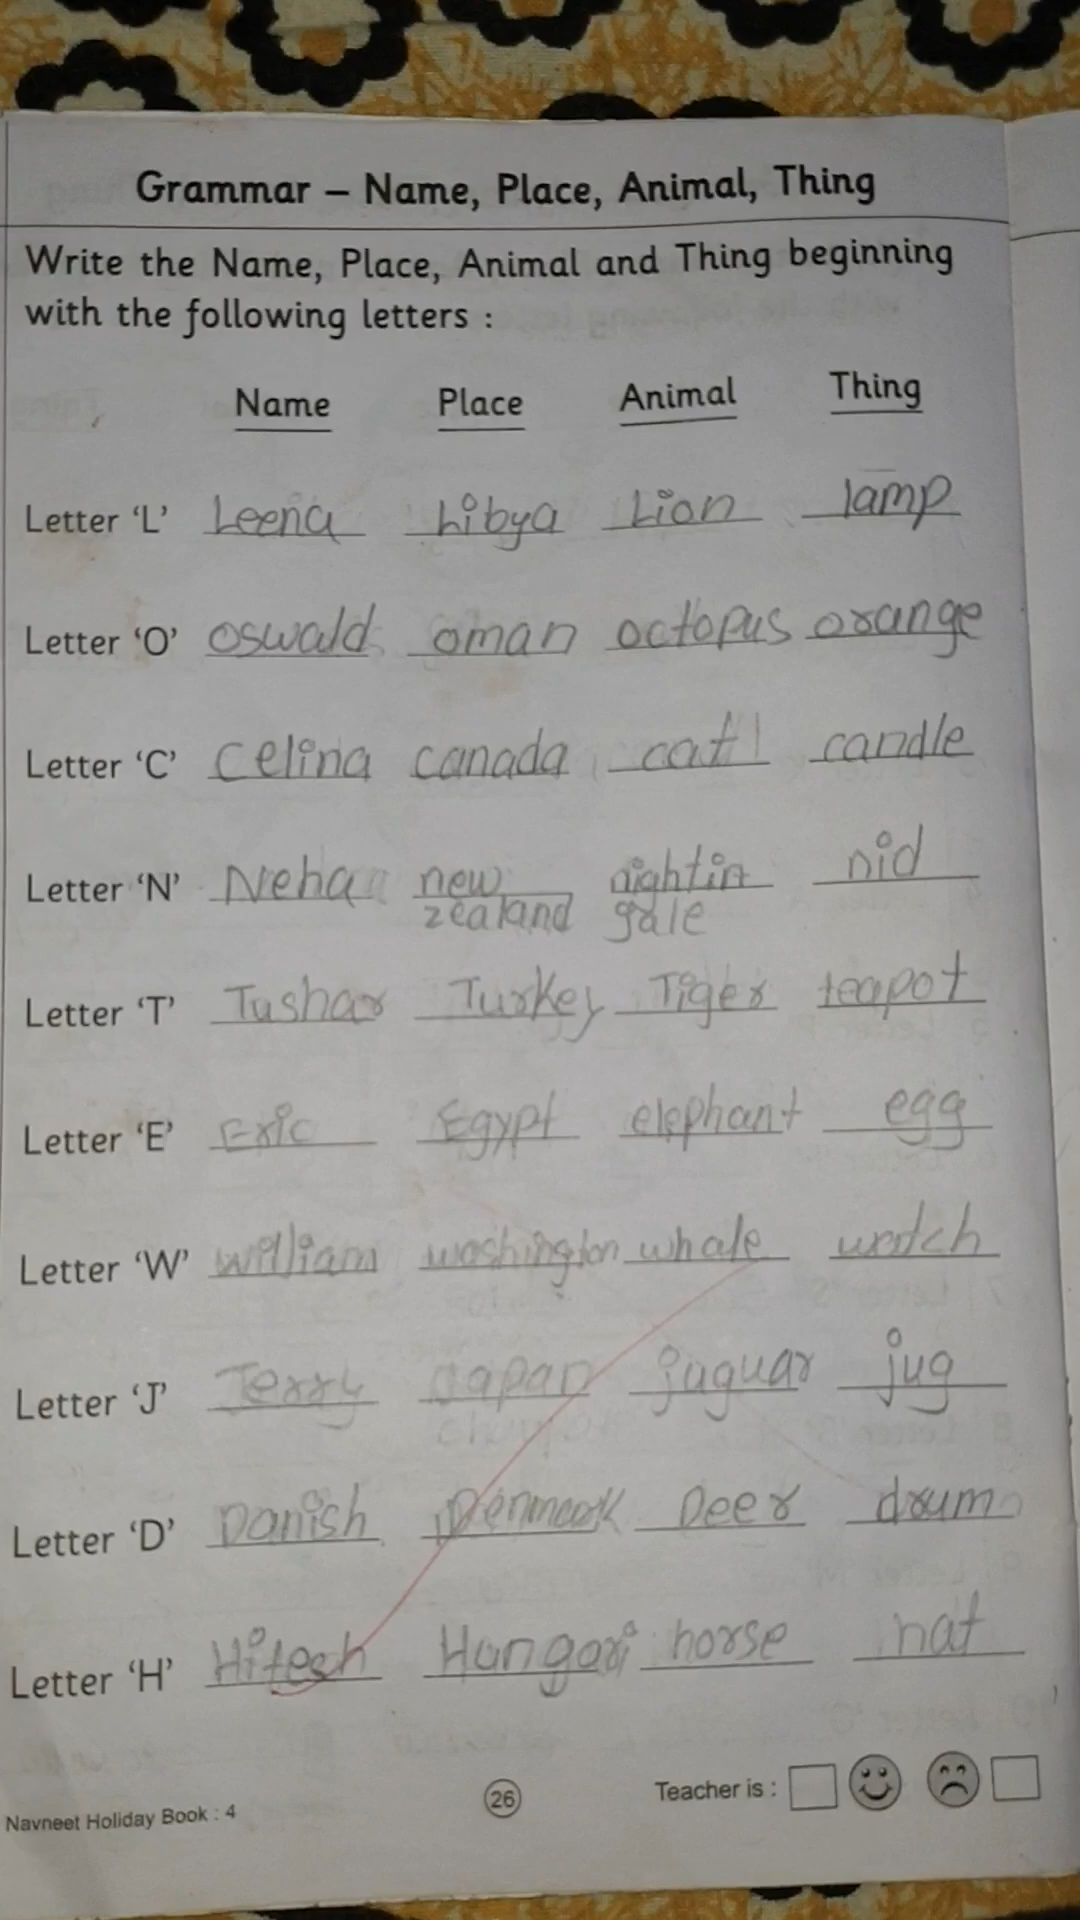 Grammar – Name, Place, Animal, Thing
Write the Name, Place, Animal and Thing beginning
with the following letters :
Name Place Animal Thing
Letter 'L' Leena Libya Lion lamp
Letter 'O' oswald oman octopus orange
Letter 'C' celina canada cat candle
Letter 'N' Neha new nightin nid
zealand gale
Letter 'T' Tushar Turkey Tiger teapot
Letter 'E' Eric Egypt elephant egg
Letter 'W' william washington whale watch
Letter 'J' Jerry Japan jaguar jug
Letter 'D' Danish Denmark Deer drum
Letter 'H' Hitesh Hungari horse hat
Teacher is :
Navneet Holiday Book : 4
26